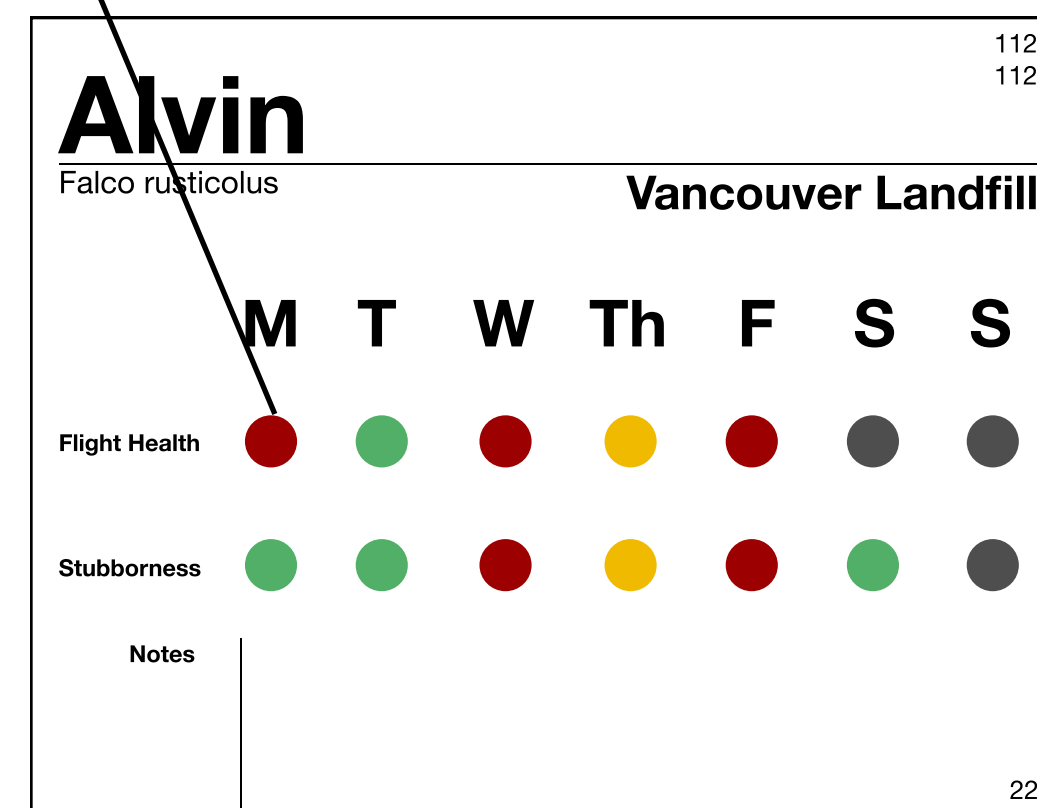 112
112
Alvin
Falco rusticolus
Vancouver Landfill
M T W Th F S S
Flight Health
Stubborness
Notes
22